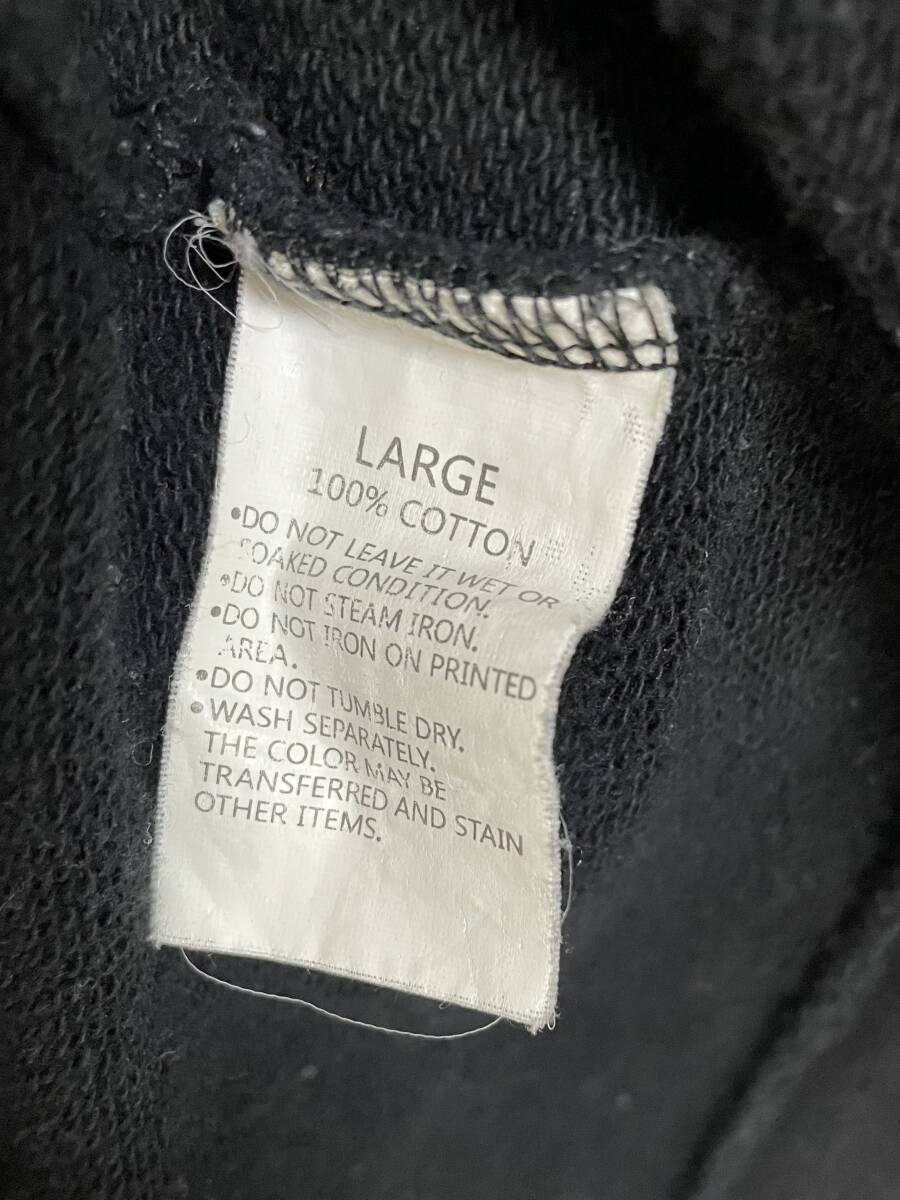 LARGE
100% COTTON
•DO NOT LEAVE IT WET OR
SOAKED CONDITION.
•DO NOT STEAM IRON.
•DO NOT IRON ON PRINTED
AREA.
•DO NOT TUMBLE DRY.
•WASH SEPARATELY.
THE COLOR MAY BE
TRANSFERRED AND STAIN
OTHER ITEMS.